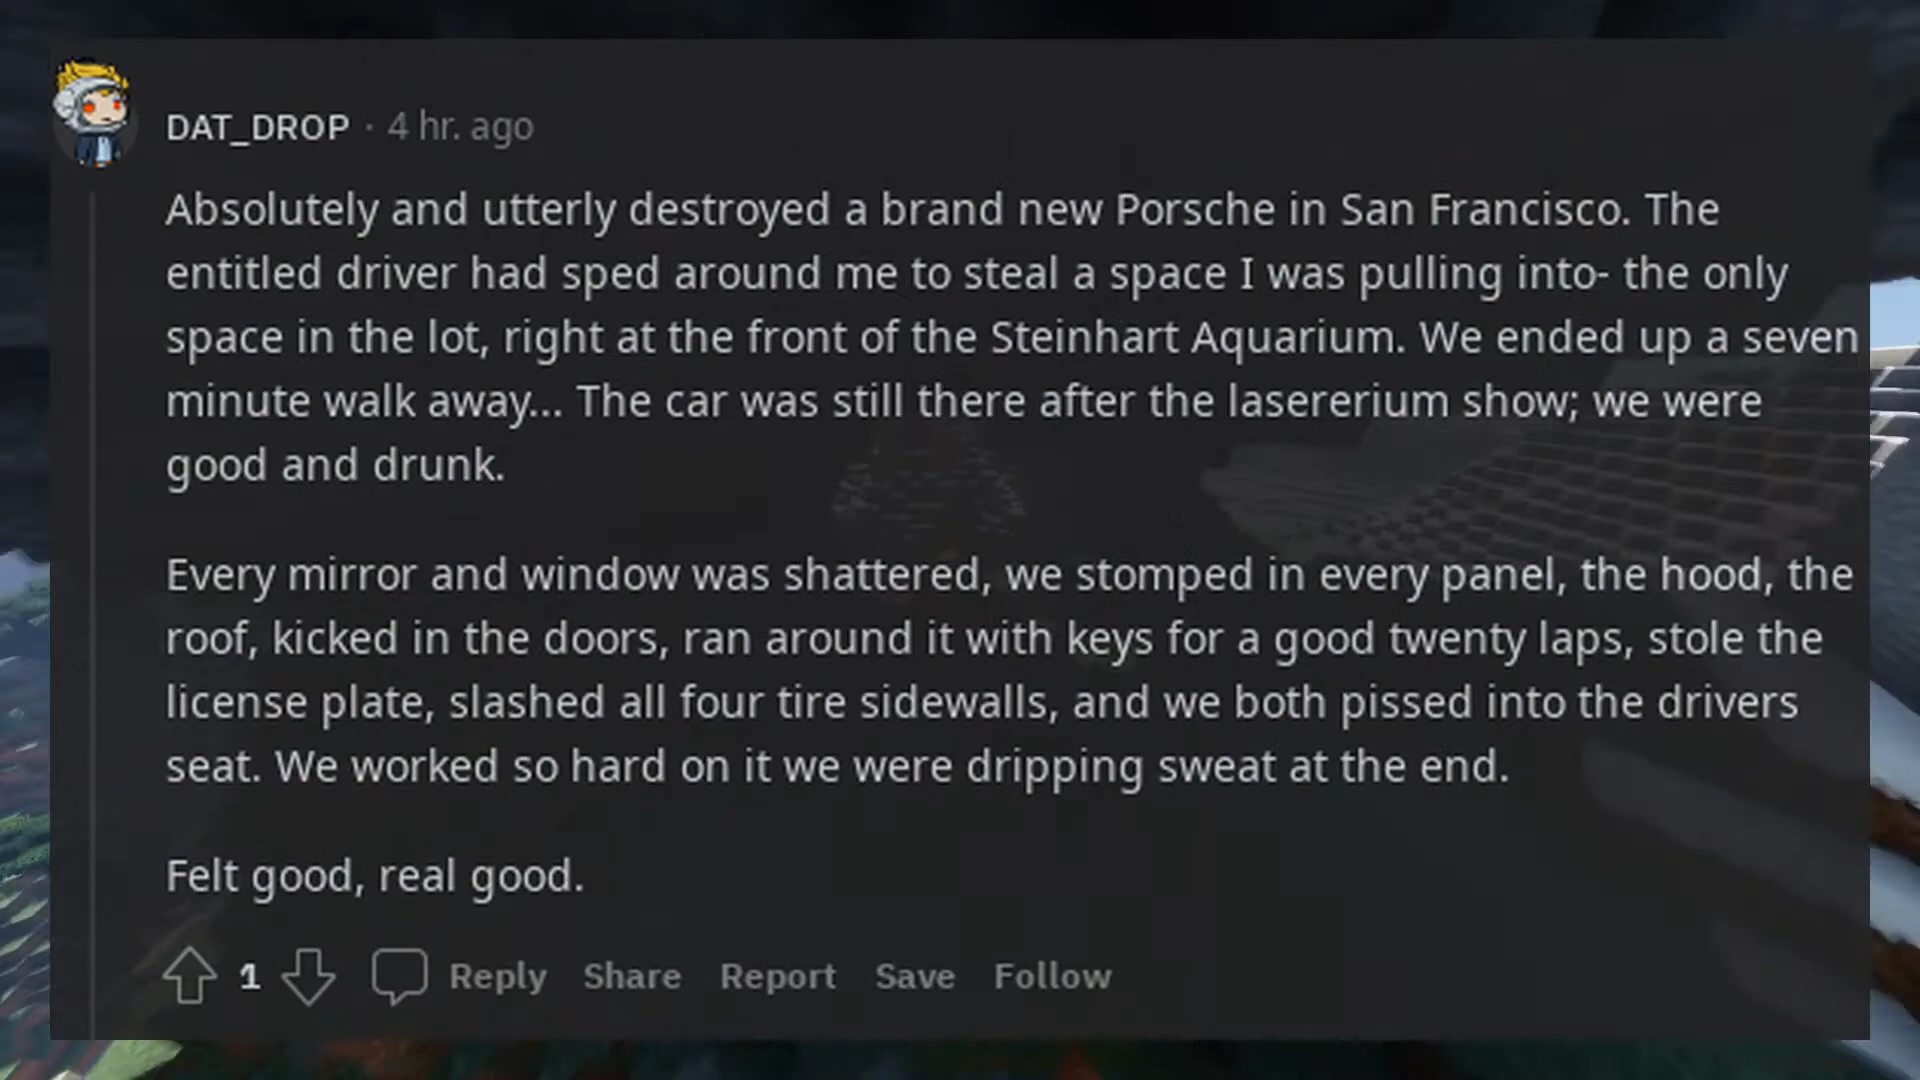 DAT_DROP · 4 hr. ago
Absolutely and utterly destroyed a brand new Porsche in San Francisco. The
entitled driver had sped around me to steal a space I was pulling into- the only
space in the lot, right at the front of the Steinhart Aquarium. We ended up a seven
minute walk away... The car was still there after the lasererium show; we were
good and drunk.
Every mirror and window was shattered, we stomped in every panel, the hood, the
roof, kicked in the doors, ran around it with keys for a good twenty laps, stole the
license plate, slashed all four tire sidewalls, and we both pissed into the drivers
seat. We worked so hard on it we were dripping sweat at the end.
Felt good, real good.
1 Reply Share Report Save Follow